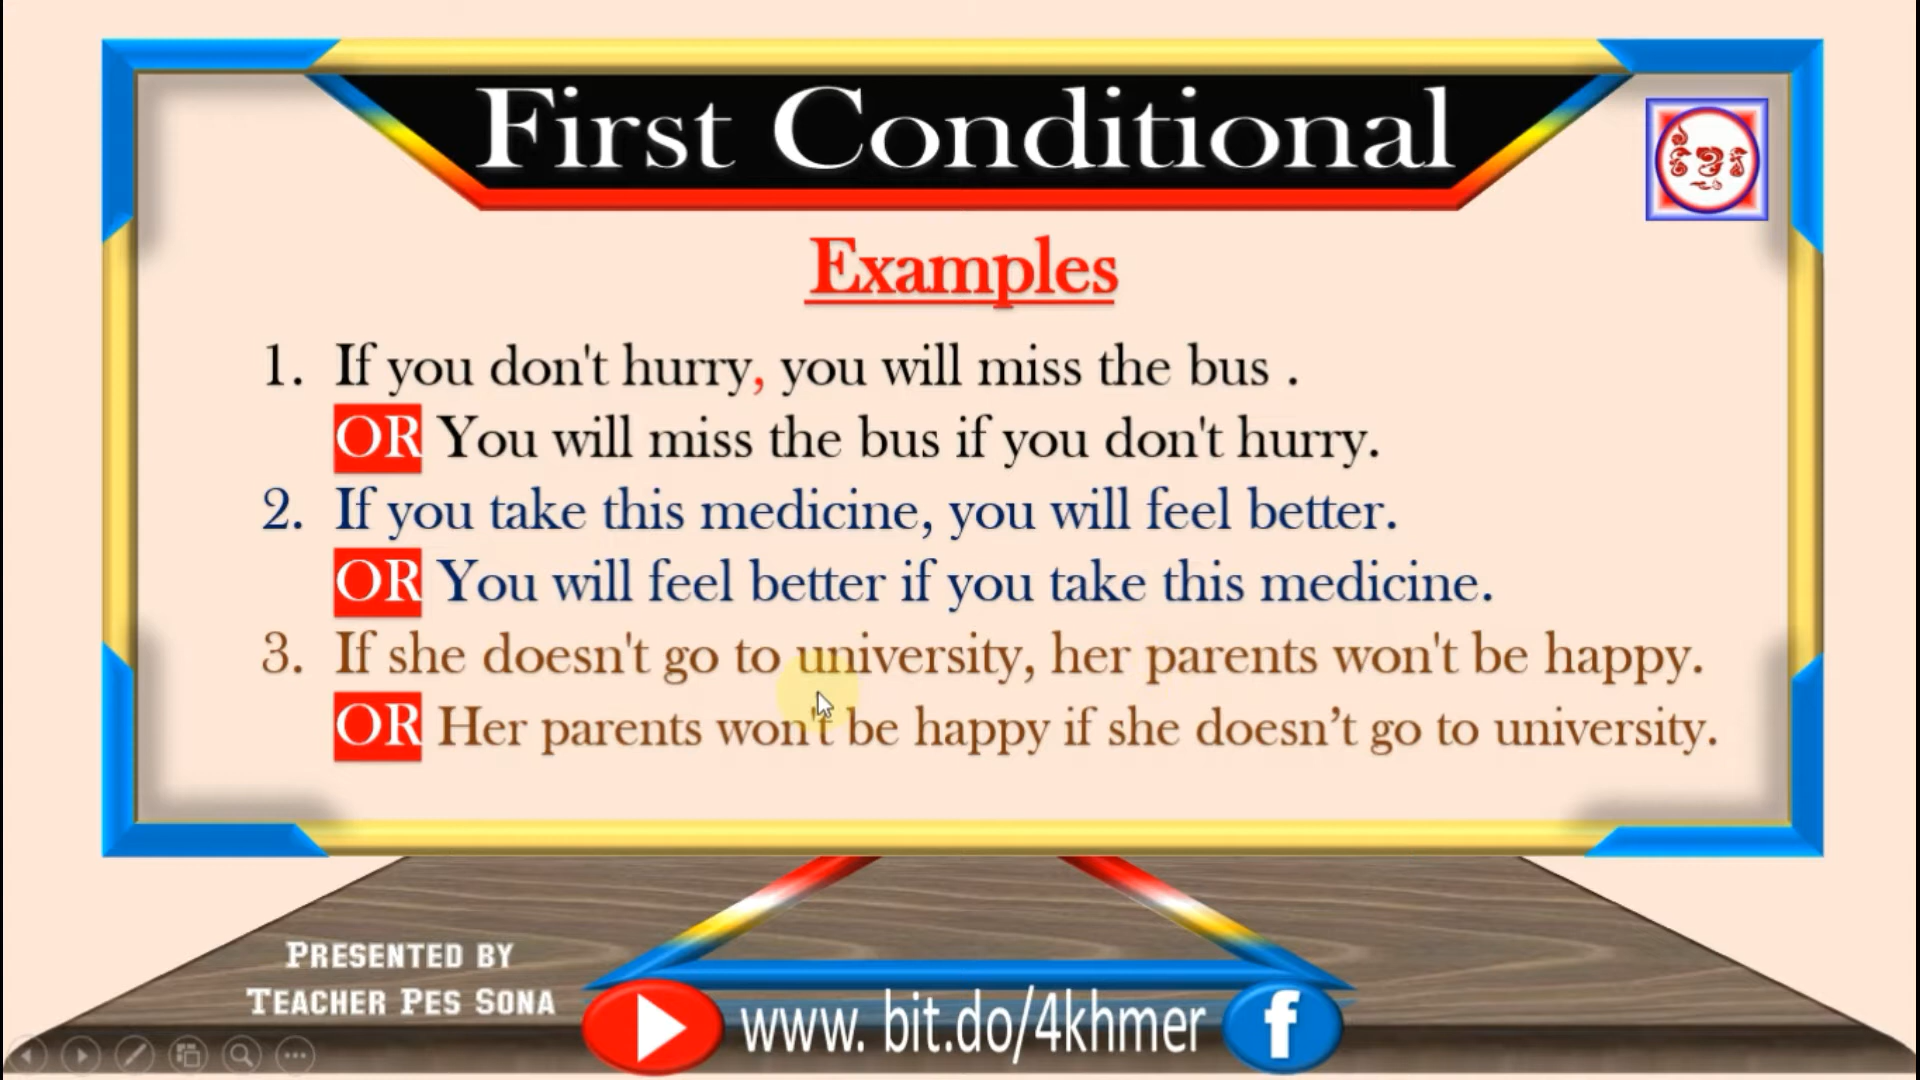 First Conditional
ខ្មែរ
Examples
1. If you don't hurry, you will miss the bus .
OR You will miss the bus if you don't hurry.
2. If you take this medicine, you will feel better.
OR You will feel better if you take this medicine.
3. If she doesn't go to university, her parents won't be happy.
OR Her parents won't be happy if she doesn’t go to university.
PRESENTED BY
TEACHER PES SONA
www. bit.do/4khmer
f